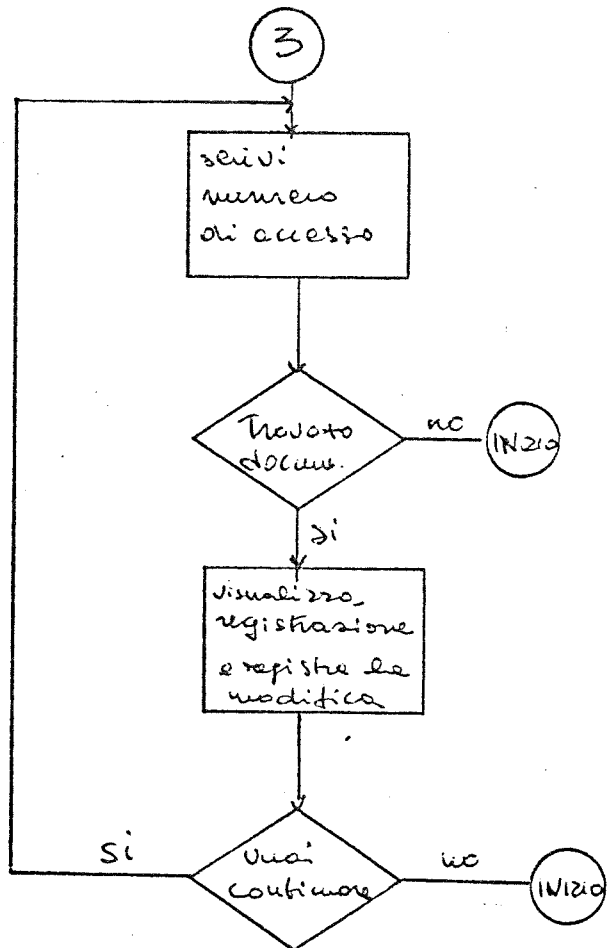 3
scrivi
numero
di accesso
Trovato
docum.
no
INIZIO
si
visualizza
registrazione
e registra la
modifica
Si
Vuoi
continuare
no
INIZIO